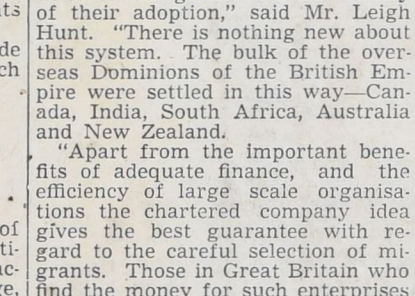 of their adoption," said Mr. Leigh
Hunt. "There is nothing new about
this system. The bulk of the over-
seas Dominions of the British Em-
pire were settled in this way—Can-
ada, India, South Africa, Australia
and New Zealand.
"Apart from the important bene-
fits of adequate finance, and the
efficiency of large scale organisa-
tions the chartered company idea
gives the best guarantee with re-
gard to the careful selection of mi-
grants. Those in Great Britain who
find the money for such enterprises